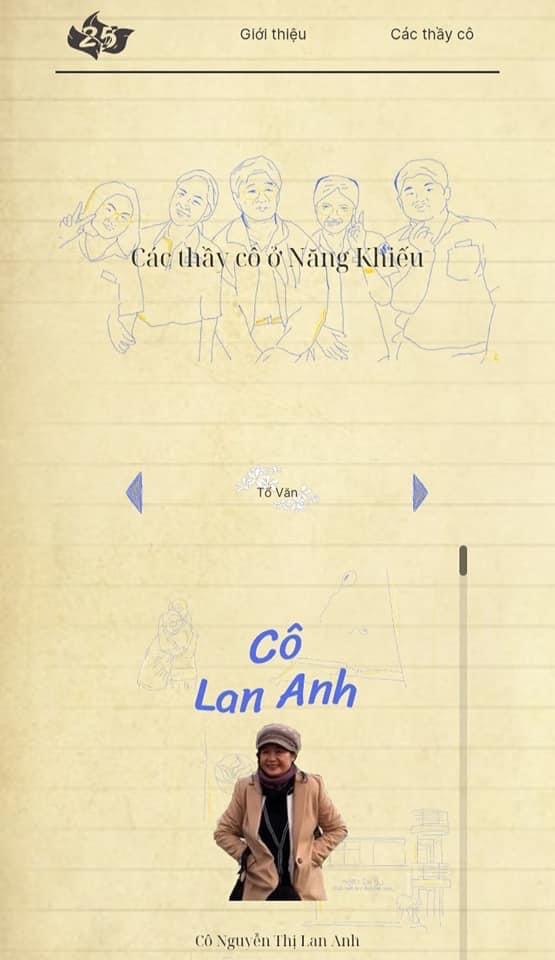 25
Giới thiệu
Các thầy cô
Các thầy cô ở Năng Khiếu
Tổ Văn
Cô
Lan Anh
Cô Nguyễn Thị Lan Anh